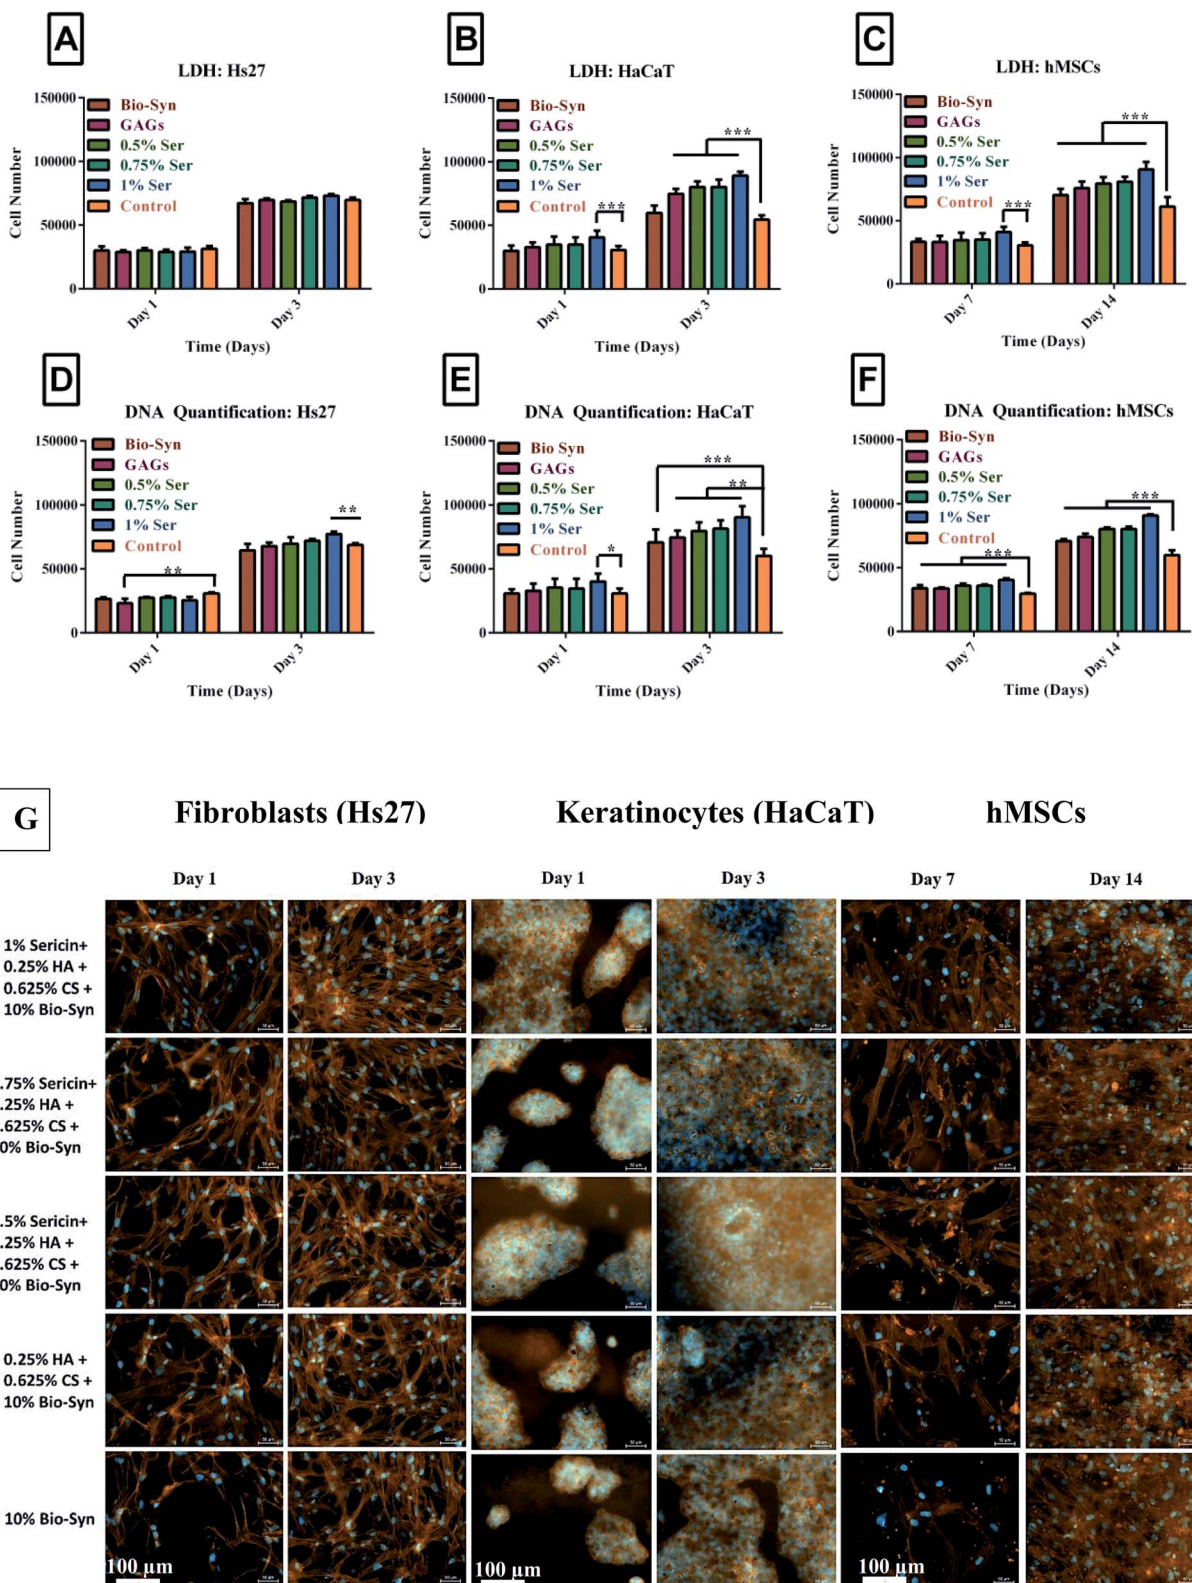 A
LDH: Hs27
150000
100000
50000
0
Cell Number
Bio-Syn
GAGs
0.5% Ser
0.75% Ser
1% Ser
Control
Day 1
Day 3
Time (Days)
B
LDH: HaCaT
150000
100000
50000
0
Cell Number
Bio-Syn
GAGs
0.5% Ser
0.75% Ser
1% Ser
Control
***
***
Day 1
Day 3
Time (Days)
C
LDH: hMSCs
150000
100000
50000
0
Cell Number
Bio-Syn
GAGs
0.5% Ser
0.75% Ser
1% Ser
Control
***
***
Day 7
Day 14
Time (Days)
D
DNA Quantification: Hs27
150000
100000
50000
0
Cell Number
Bio-Syn
GAGs
0.5% Ser
0.75% Ser
1% Ser
Control
**
**
Day 1
Day 3
Time (Days)
E
DNA Quantification: HaCaT
150000
100000
50000
0
Cell Number
Bio Syn
GAGs
0.5% Ser
0.75% Ser
1% Ser
Control
***
**
*
Day 1
Day 3
Time (Days)
F
DNA Quantification: hMSCs
150000
100000
50000
0
Cell Number
Bio-Syn
GAGs
0.5% Ser
0.75% Ser
1% Ser
Control
***
***
Day 7
Day 14
Time (Days)
G
Fibroblasts (Hs27) Keratinocytes (HaCaT) hMSCs
Day 1 Day 3 Day 1 Day 3 Day 7 Day 14
1% Sericin+
0.25% HA +
0.625% CS +
10% Bio-Syn
.75% Sericin+
.25% HA +
.625% CS +
0% Bio-Syn
.5% Sericin+
.25% HA +
.625% CS +
0% Bio-Syn
0.25% HA +
0.625% CS +
10% Bio-Syn
10% Bio-Syn
100 µm 100 µm 100 µm